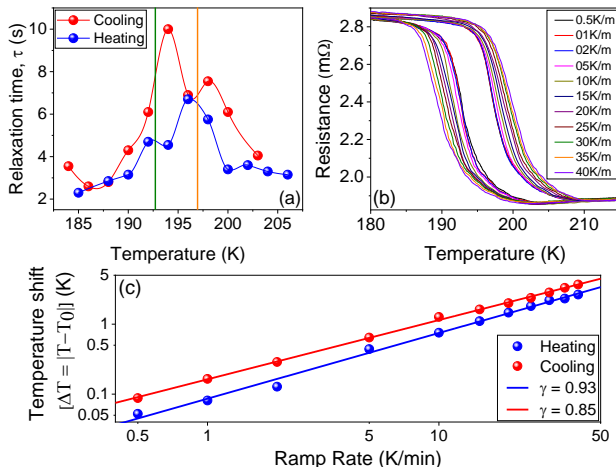 Cooling
Heating
Relaxation time, τ (s)
10
8
6
4
2
185 190 195 200 205
Temperature (K)
(a)
Resistance (mΩ)
2.8
2.6
2.4
2.2
2.0
180 190 200 210
Temperature (K)
(b)
0.5K/m
01K/m
02K/m
05K/m
10K/m
15K/m
20K/m
25K/m
30K/m
35K/m
40K/m
(c)
Temperature shift
[ΔT = |T−T0|] (K)
5
1
0.5
0.1
0.05
0.5 1 5 10 50
Ramp Rate (K/min)
Heating
Cooling
γ = 0.93
γ = 0.85